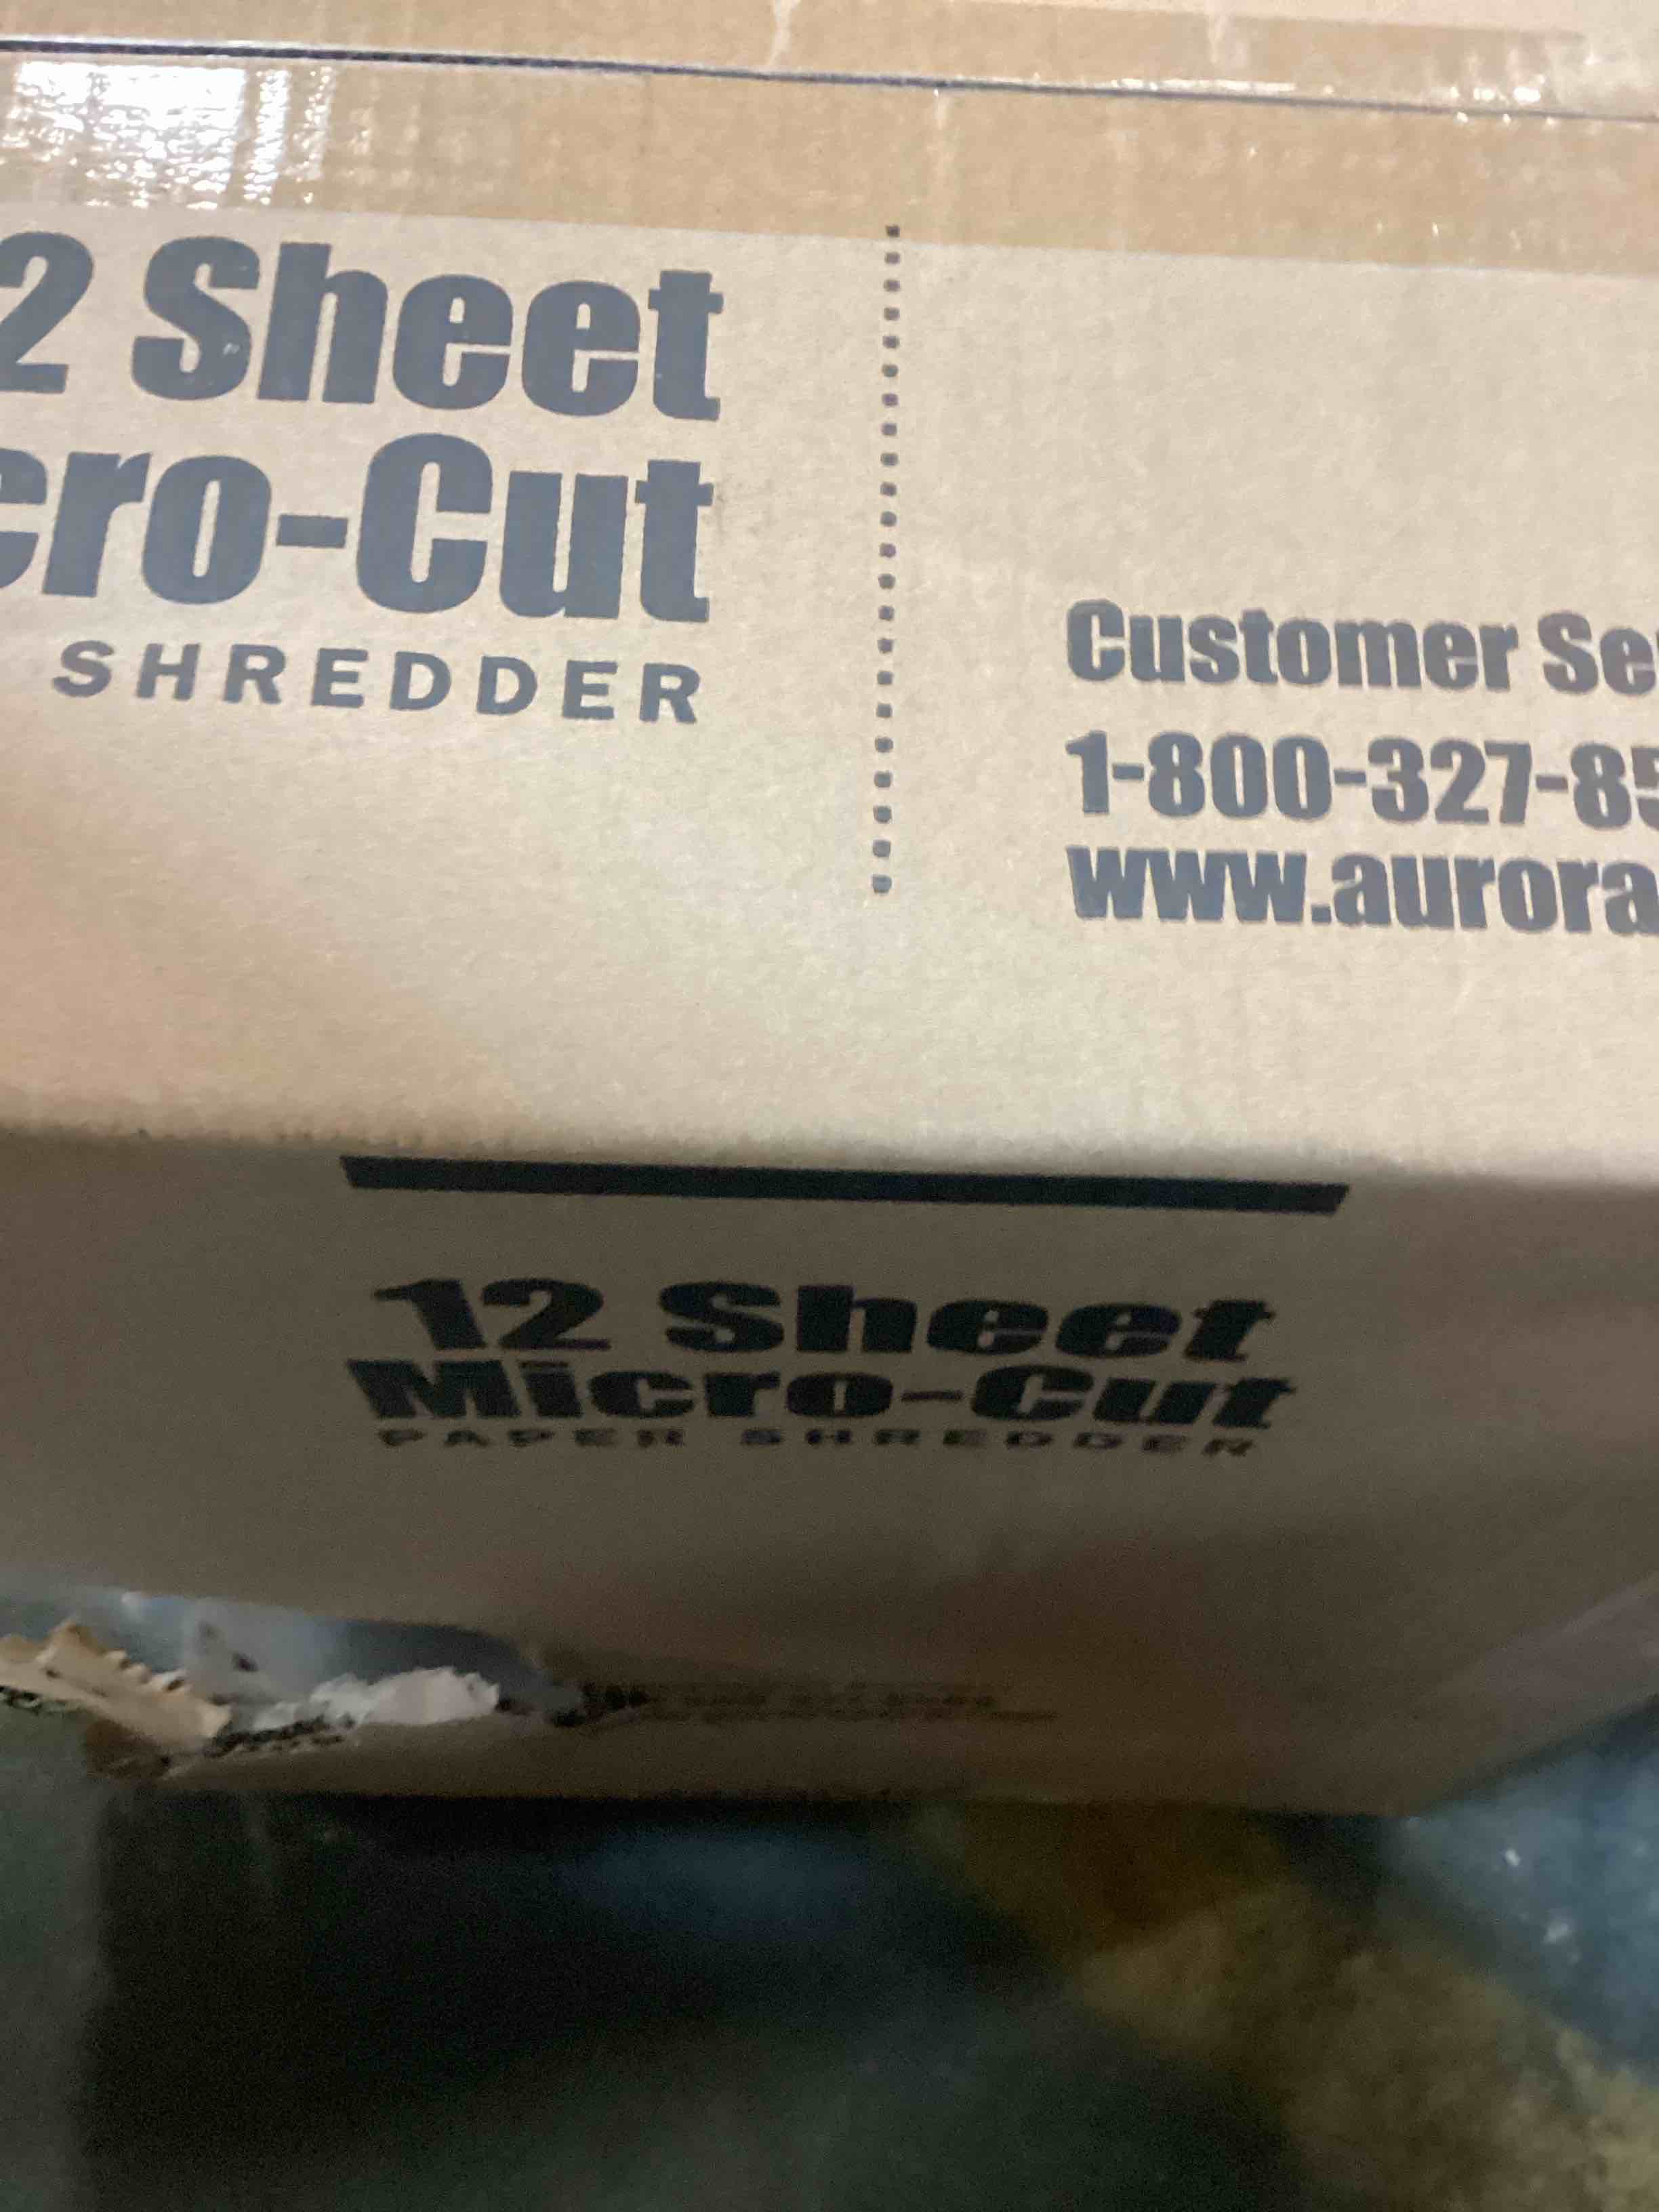 2 Sheet
cro-Cut
SHREDDER
Customer Se
1-800-327-85
www.aurora
12 Sheet
Micro-Cut
PAPER SHREDDER